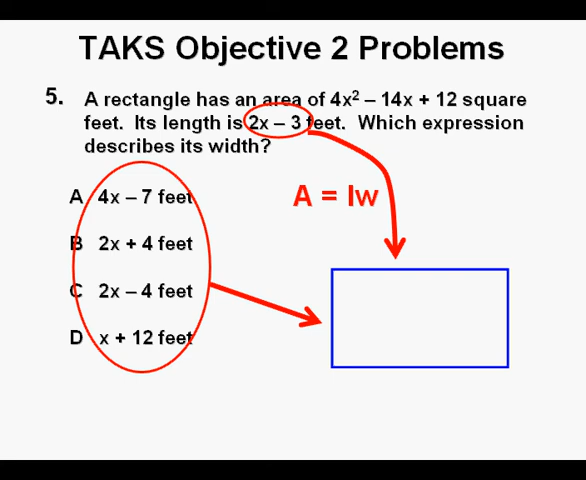 TAKS Objective 2 Problems
5. A rectangle has an area of 4x² – 14x + 12 square
feet. Its length is 2x – 3 feet. Which expression
describes its width?
A 4x – 7 feet
A = lw
B 2x + 4 feet
C 2x – 4 feet
D x + 12 feet